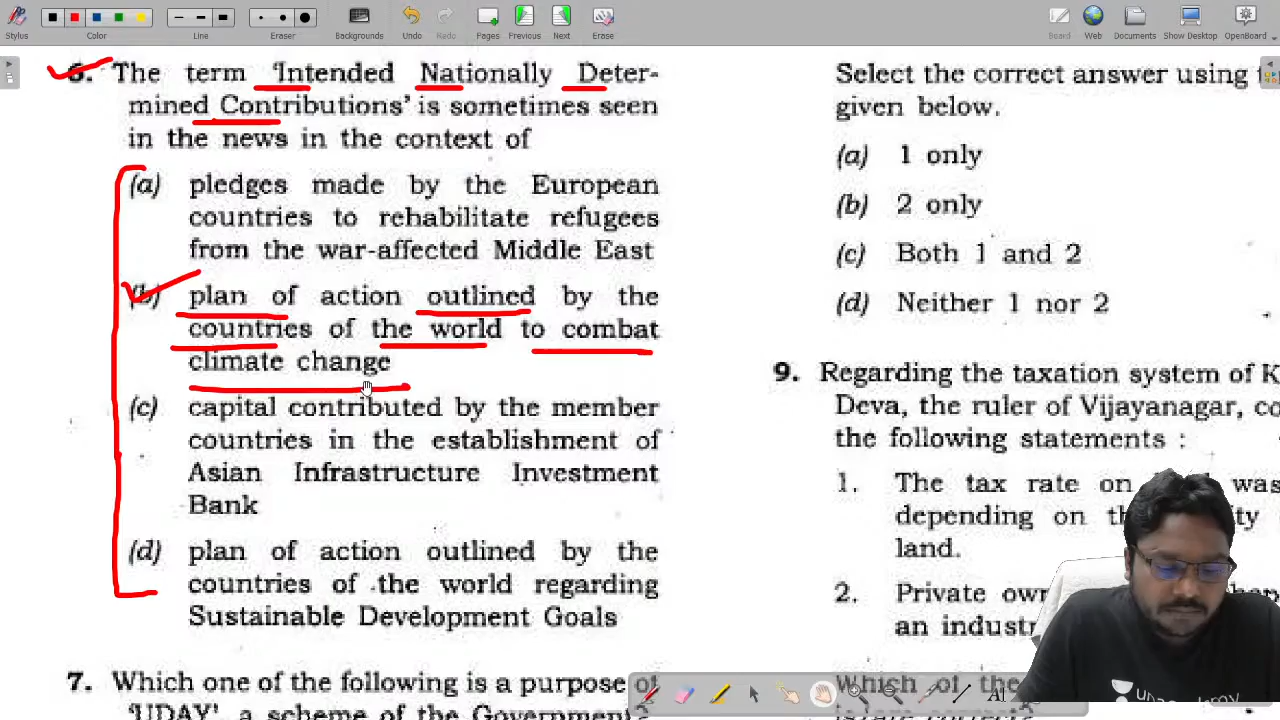 Stylus
Color
Line
Eraser
Backgrounds
Undo
Redo
Pages
Previous
Next
Erase
Board
Web
Documents
Show Desktop
OpenBoard
6. The term 'Intended Nationally Deter-
mined Contributions' is sometimes seen
in the news in the context of
(a) pledges made by the European
countries to rehabilitate refugees
from the war-affected Middle East
(b) plan of action outlined by the
countries of the world to combat
climate change
(c) capital contributed by the member
countries in the establishment of
Asian Infrastructure Investment
Bank
(d) plan of action outlined by the
countries of the world regarding
Sustainable Development Goals
7. Which one of the following is a purpose of
'UDAY', a scheme of the Government
Select the correct answer using
given below.
(a) 1 only
(b) 2 only
(c) Both 1 and 2
(d) Neither 1 nor 2
9. Regarding the taxation system of K
Deva, the ruler of Vijayanagar, co
the following statements :
1. The tax rate on was
depending on
land.
2. Private
an
Which of the